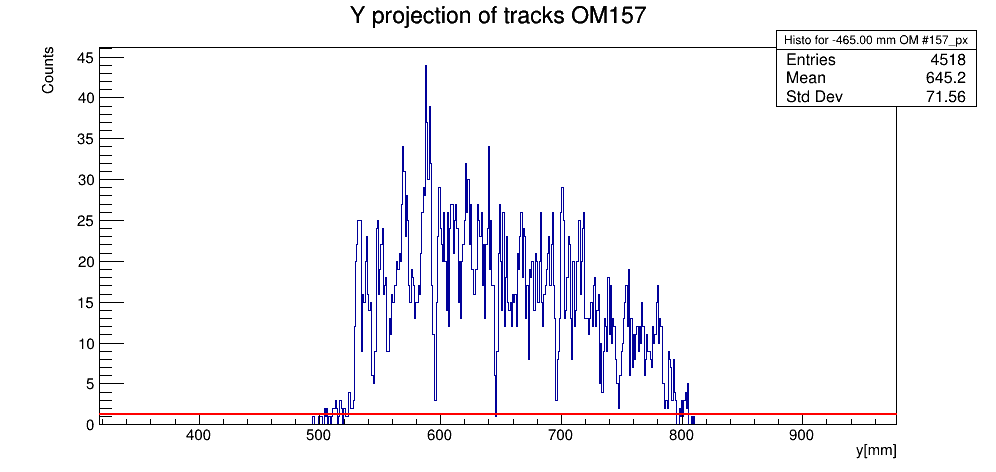 Y projection of tracks OM157
Histo for -465.00 mm OM #157_px
Entries 4518
Mean 645.2
Std Dev 71.56
Counts
45
40
35
30
25
20
15
10
5
0
400 500 600 700 800 900
y[mm]